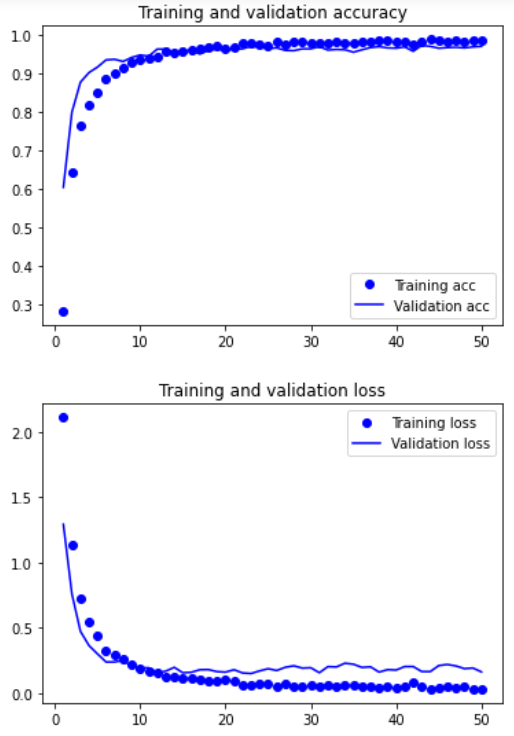 Training and validation accuracy
1.0
0.9
0.8
0.7
0.6
0.5
0.4
0.3
Training acc
Validation acc
0 10 20 30 40 50
Training and validation loss
2.0
1.5
1.0
0.5
0.0
Training loss
Validation loss
0 10 20 30 40 50